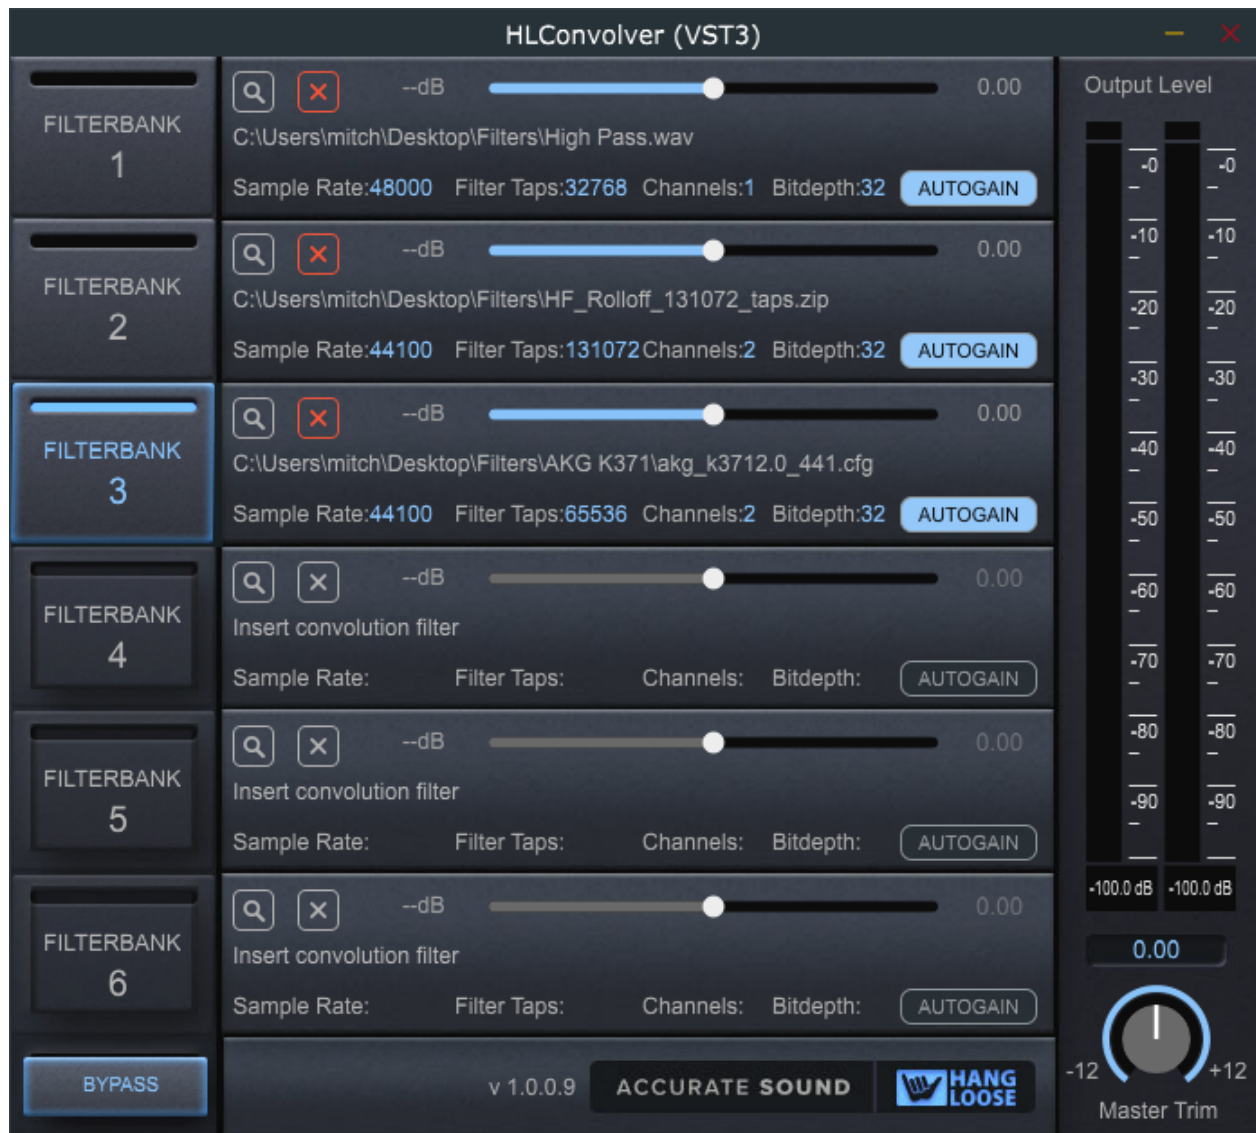 HLConvolver (VST3)
FILTERBANK
1
--dB
0.00
C:\Users\mitch\Desktop\Filters\High Pass.wav
Sample Rate:48000 Filter Taps:32768 Channels:1 Bitdepth:32 AUTOGAIN
FILTERBANK
2
--dB
0.00
C:\Users\mitch\Desktop\Filters\HF_Rolloff_131072_taps.zip
Sample Rate:44100 Filter Taps:131072 Channels:2 Bitdepth:32 AUTOGAIN
FILTERBANK
3
--dB
0.00
C:\Users\mitch\Desktop\Filters\AKG K371\akg_k3712.0_441.cfg
Sample Rate:44100 Filter Taps:65536 Channels:2 Bitdepth:32 AUTOGAIN
FILTERBANK
4
--dB
0.00
Insert convolution filter
Sample Rate: Filter Taps: Channels: Bitdepth: AUTOGAIN
FILTERBANK
5
--dB
0.00
Insert convolution filter
Sample Rate: Filter Taps: Channels: Bitdepth: AUTOGAIN
FILTERBANK
6
--dB
0.00
Insert convolution filter
Sample Rate: Filter Taps: Channels: Bitdepth: AUTOGAIN
BYPASS
v 1.0.0.9
ACCURATE SOUND
HANG
LOOSE
Output Level
-0 -0
-10 -10
-20 -20
-30 -30
-40 -40
-50 -50
-60 -60
-70 -70
-80 -80
-90 -90
-100.0 dB -100.0 dB
0.00
-12 +12
Master Trim